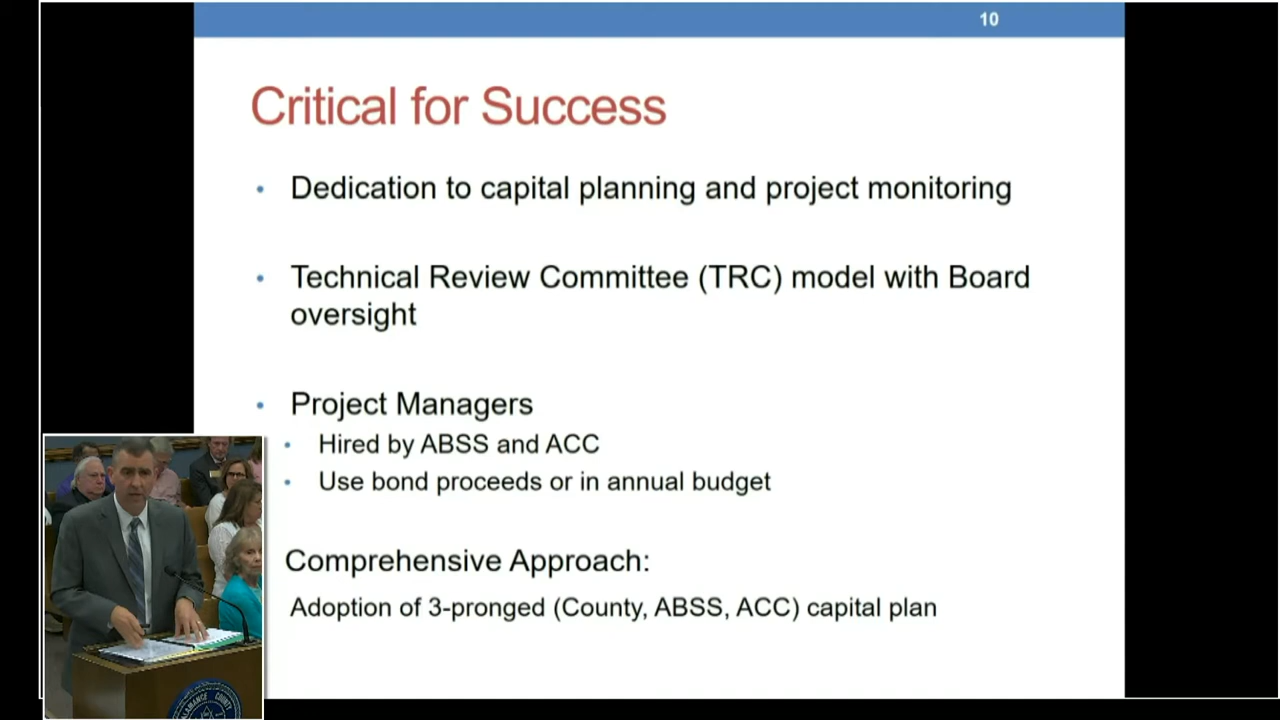 10
Critical for Success
• Dedication to capital planning and project monitoring
• Technical Review Committee (TRC) model with Board
oversight
• Project Managers
• Hired by ABSS and ACC
• Use bond proceeds or in annual budget
Comprehensive Approach:
Adoption of 3-pronged (County, ABSS, ACC) capital plan
ALAMANCE COUNTY